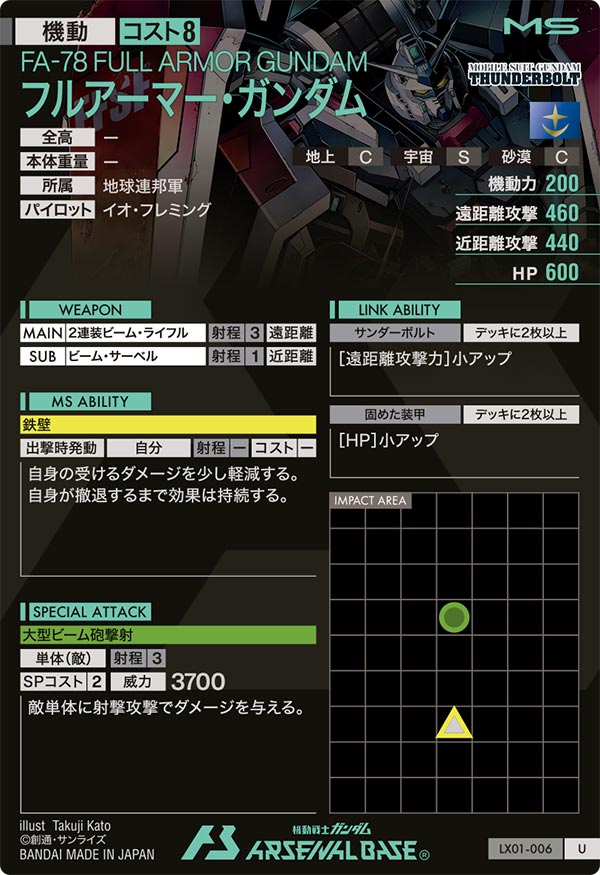 機動 コスト8 MS
FA-78 FULL ARMOR GUNDAM
フルアーマー・ガンダム
MOBILE SUIT GUNDAM
THUNDERBOLT
全高 ー
本体重量 ー
所属 地球連邦軍
パイロット イオ・フレミング
地上 C 宇宙 S 砂漠 C
機動力 200
遠距離攻撃 460
近距離攻撃 440
HP 600
WEAPON
MAIN 2連装ビーム・ライフル 射程 3 遠距離
SUB ビーム・サーベル 射程 1 近距離
MS ABILITY
鉄壁
出撃時発動 自分 射程 ー コスト ー
自身の受けるダメージを少し軽減する。
自身が撤退するまで効果は持続する。
SPECIAL ATTACK
大型ビーム砲撃射
単体(敵) 射程 3
SPコスト 2 威力 3700
敵単体に射撃攻撃でダメージを与える。
LINK ABILITY
サンダーボルト デッキに2枚以上
[遠距離攻撃力]小アップ
固めた装甲 デッキに2枚以上
[HP]小アップ
IMPACT AREA
illust Takuji Kato
©創通・サンライズ
BANDAI MADE IN JAPAN
機動戦士ガンダム
AB ARSENAL BASE®
LX01-006 U